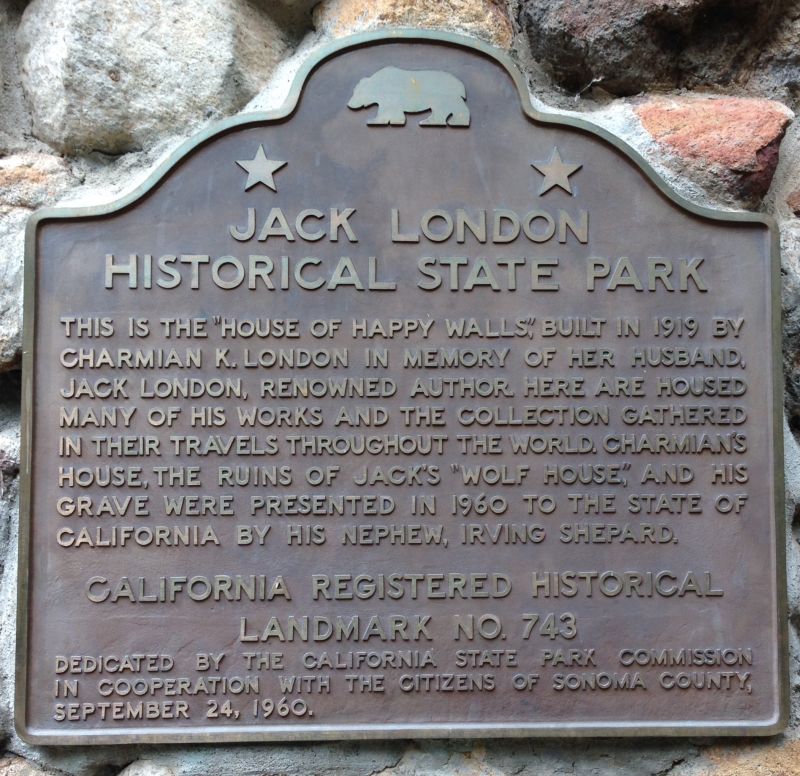 JACK LONDON
HISTORICAL STATE PARK
THIS IS THE "HOUSE OF HAPPY WALLS", BUILT IN 1919 BY
CHARMIAN K. LONDON IN MEMORY OF HER HUSBAND,
JACK LONDON, RENOWNED AUTHOR. HERE ARE HOUSED
MANY OF HIS WORKS AND THE COLLECTION GATHERED
IN THEIR TRAVELS THROUGHOUT THE WORLD. CHARMIAN'S
HOUSE, THE RUINS OF JACK'S "WOLF HOUSE", AND HIS
GRAVE WERE PRESENTED IN 1960 TO THE STATE OF
CALIFORNIA BY HIS NEPHEW, IRVING SHEPARD.
CALIFORNIA REGISTERED HISTORICAL
LANDMARK NO. 743
DEDICATED BY THE CALIFORNIA STATE PARK COMMISSION
IN COOPERATION WITH THE CITIZENS OF SONOMA COUNTY,
SEPTEMBER 24, 1960.